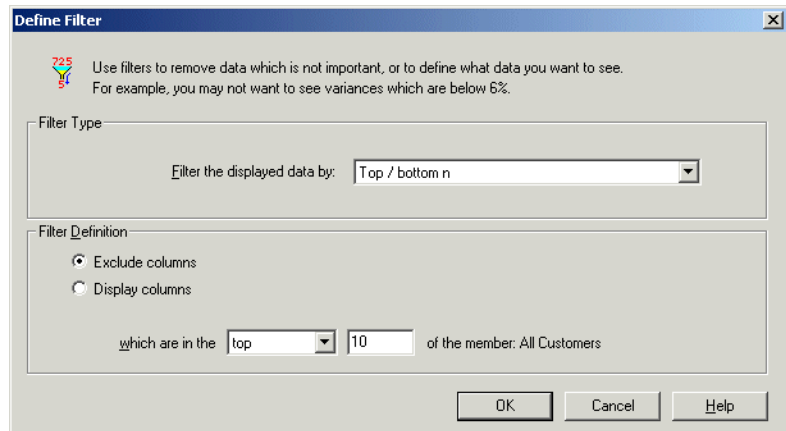 Define Filter
725
5
Use filters to remove data which is not important, or to define what data you want to see.
For example, you may not want to see variances which are below 6%.
Filter Type
Filter the displayed data by: Top / bottom n
Filter Definition
Exclude columns
Display columns
which are in the top 10 of the member: All Customers
OK Cancel Help